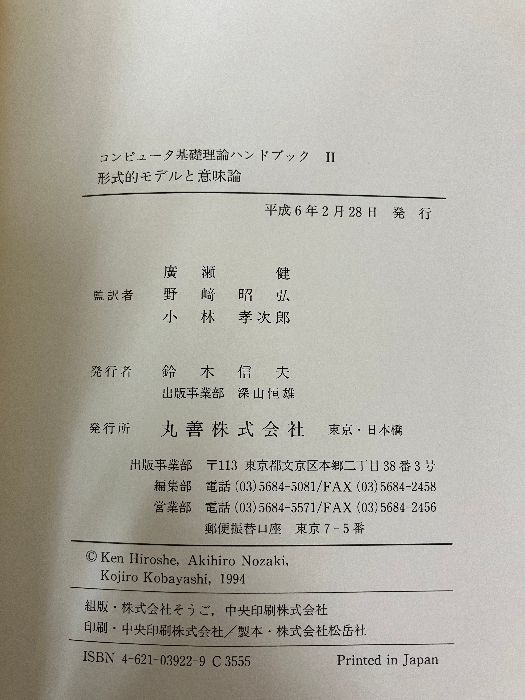 コンピュータ基礎理論ハンドブック II
形式的モデルと意味論
平成6年2月28日 発行
廣瀬 健
監訳者 野﨑昭弘
小林孝次郎
発行者 鈴木信夫
出版事業部 深山恒雄
発行所 丸善株式会社 東京・日本橋
出版事業部 〒113 東京都文京区本郷二丁目38番3号
編集部 電話(03)5684-5081/FAX(03)5684-2458
営業部 電話(03)5684-5571/FAX(03)5684-2456
郵便振替口座 東京7-5番
© Ken Hiroshe, Akihiro Nozaki,
Kojiro Kobayashi, 1994
組版・株式会社そうご, 中央印刷株式会社
印刷・中央印刷株式会社／製本・株式会社松岳社
ISBN 4-621-03922-9 C3555 Printed in Japan